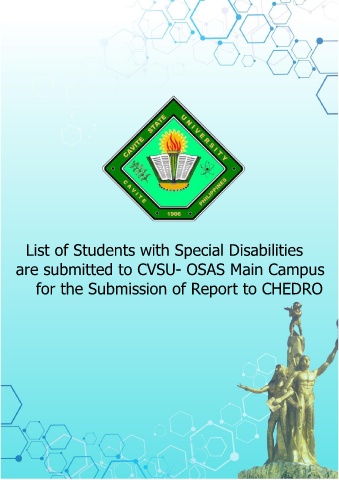 CAVITE STATE UNIVERSITY
CAVITE
PHILIPPINES
1906
List of Students with Special Disabilities
are submitted to CVSU- OSAS Main Campus
for the Submission of Report to CHEDRO